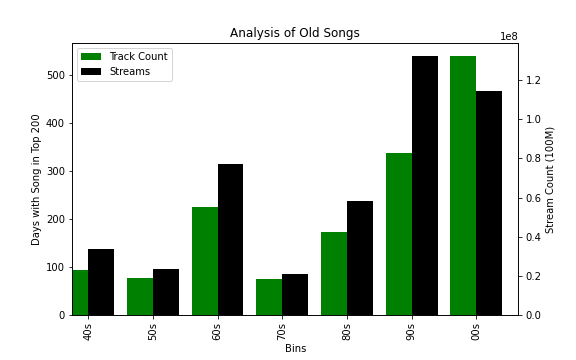 Analysis of Old Songs
1e8
Track Count
Streams
500
400
300
200
100
0
Days with Song in Top 200
1.2
1.0
0.8
0.6
0.4
0.2
0.0
Stream Count (100M)
40s 50s 60s 70s 80s 90s 00s
Bins